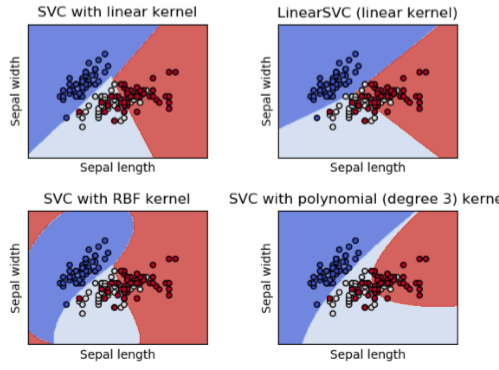 SVC with linear kernel
LinearSVC (linear kernel)
Sepal width
Sepal width
Sepal length
Sepal length
SVC with RBF kernel
SVC with polynomial (degree 3) kerne
Sepal width
Sepal width
Sepal length
Sepal length